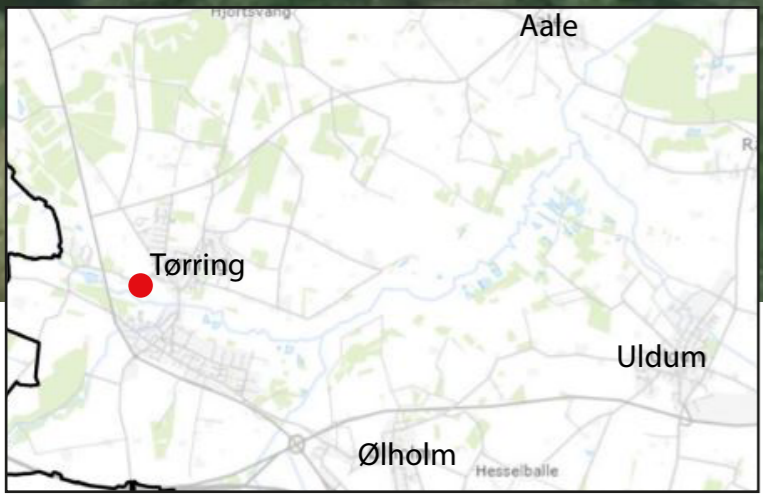 Hjortsvang
Aale
Tørring
Uldum
Ølholm
Hesselballe